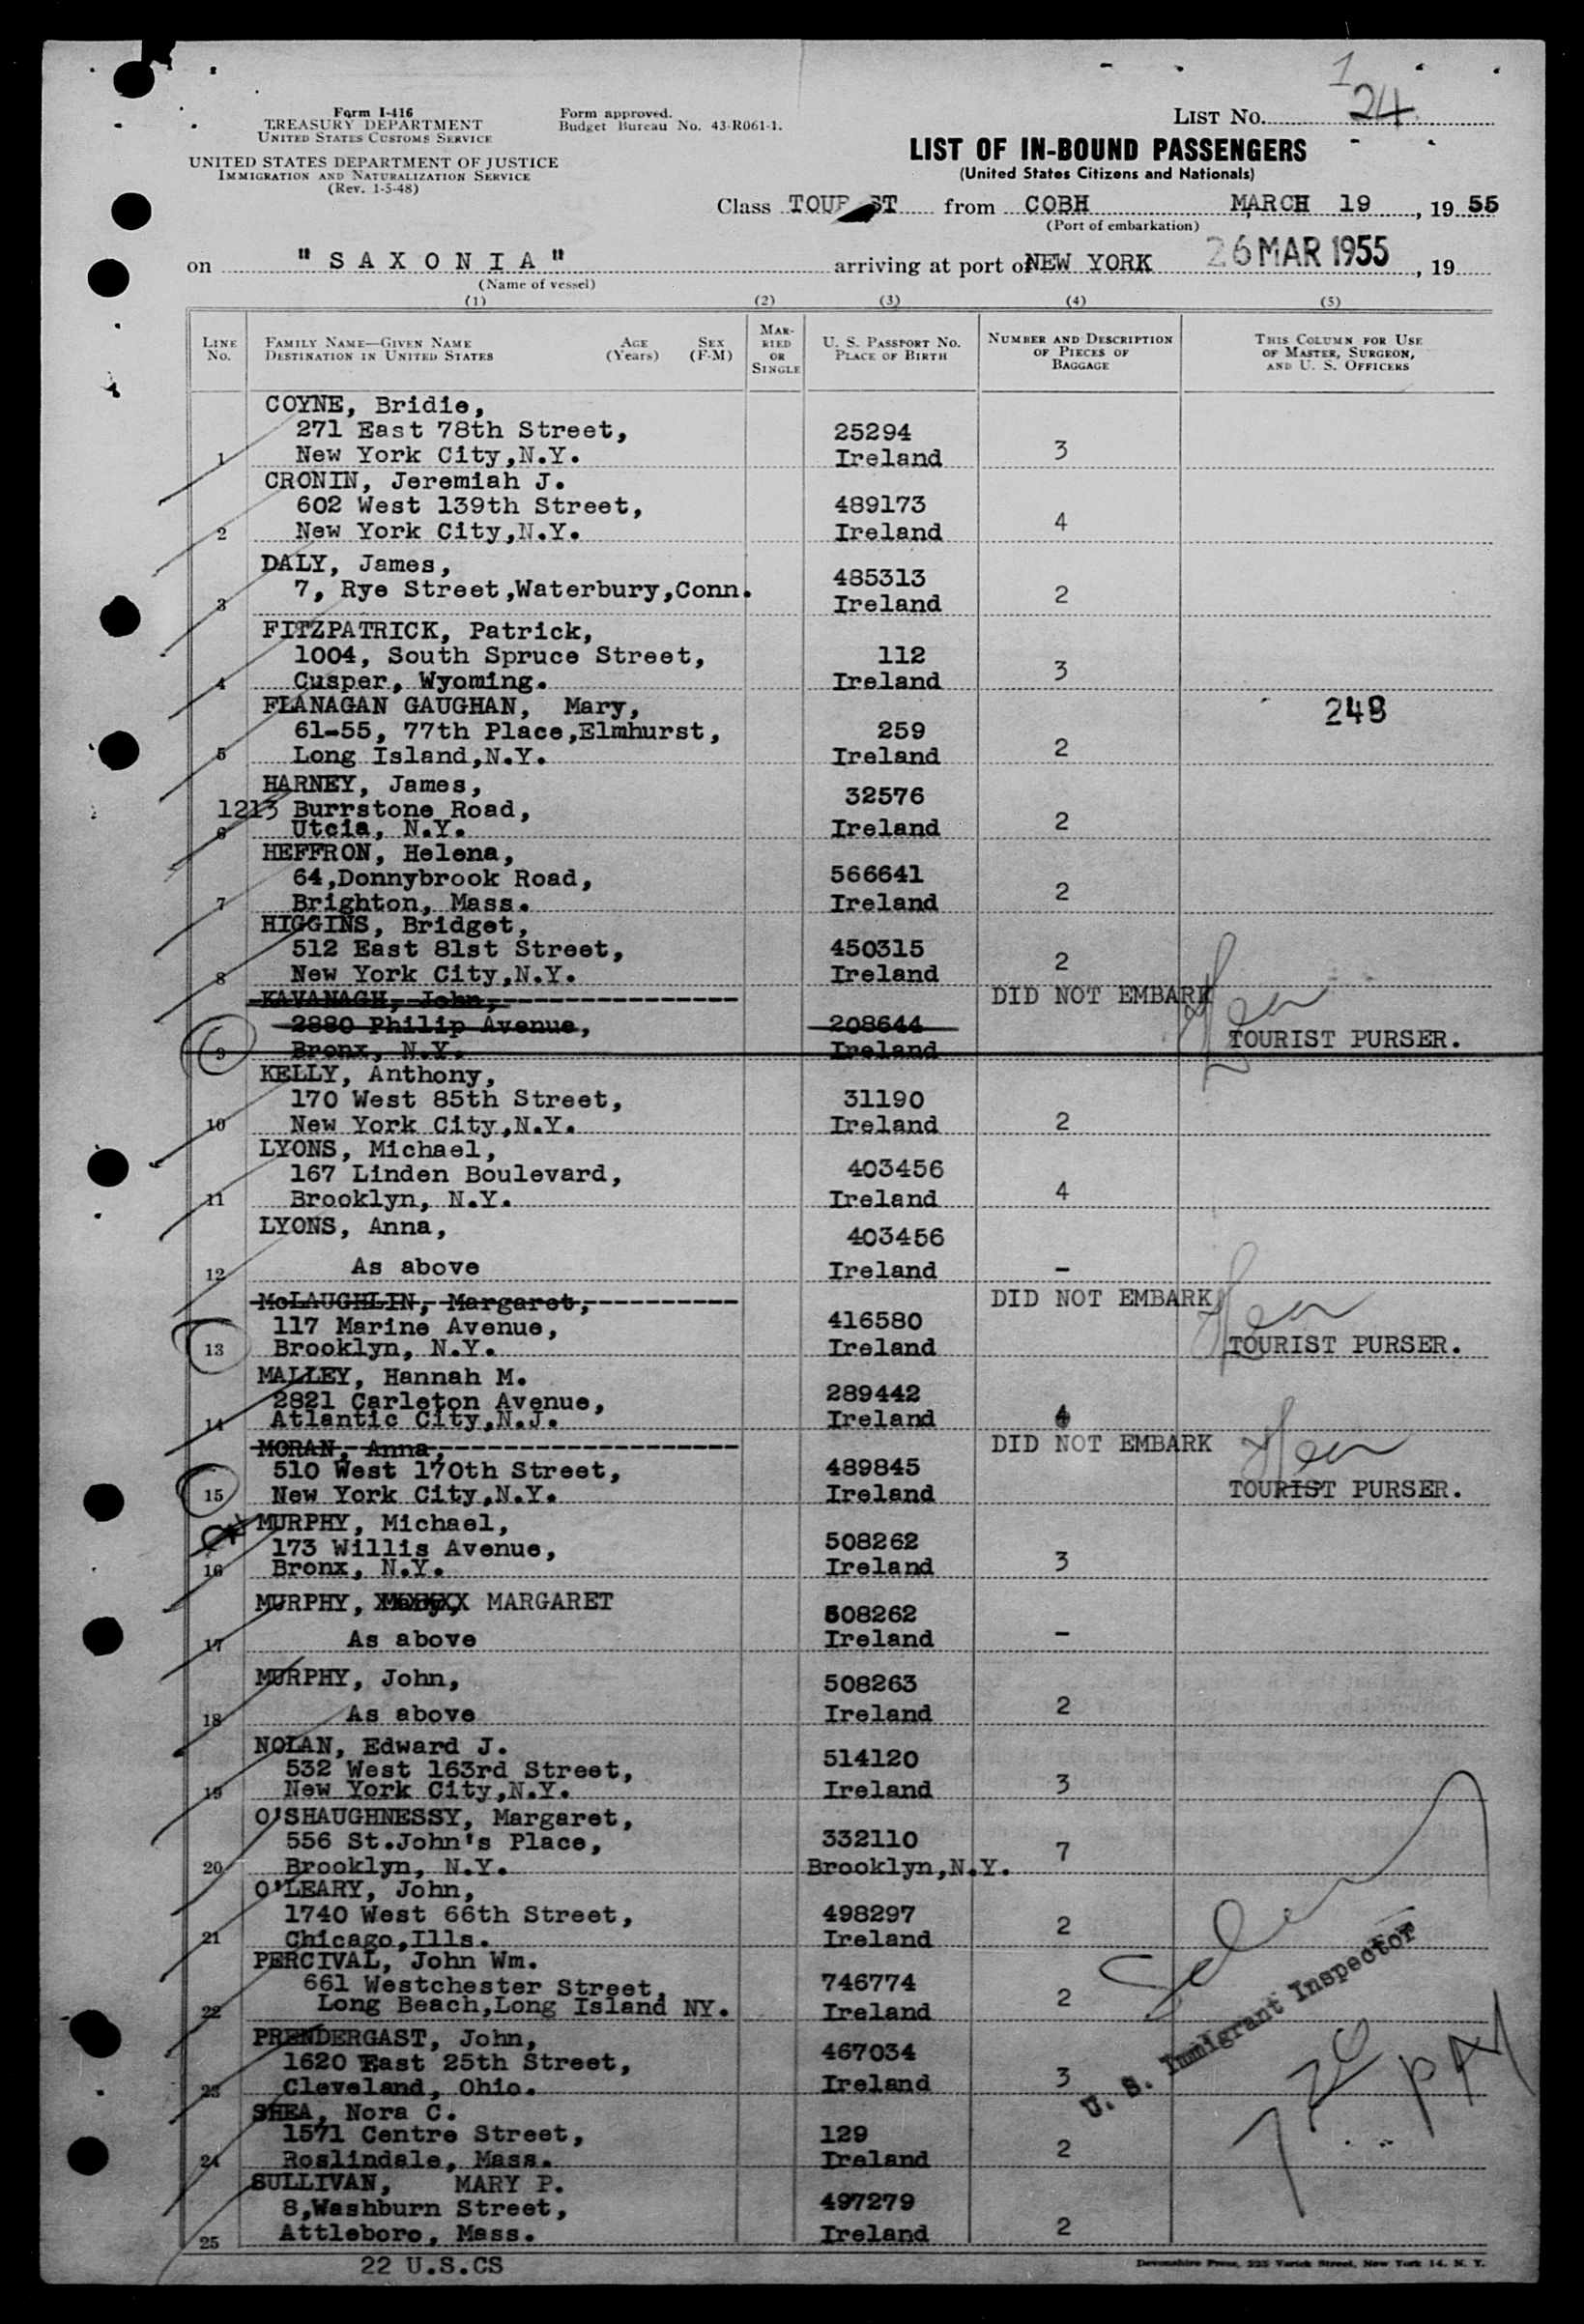 1
24
Form I-416
TREASURY DEPARTMENT
UNITED STATES CUSTOMS SERVICE
UNITED STATES DEPARTMENT OF JUSTICE
IMMIGRATION AND NATURALIZATION SERVICE
(Rev. 1-5-48)
Form approved.
Budget Bureau No. 43-R061-1.
LIST NO.
LIST OF IN-BOUND PASSENGERS
(United States Citizens and Nationals)
Class TOUR ST from COBH MARCH 19, 1955
(Port of embarkation)
on "SAXONIA" arriving at port of NEW YORK 26 MAR 1955, 19
(Name of vessel)
(1) (2) (3) (4) (5)
LINE No. FAMILY NAME—GIVEN NAME DESTINATION IN UNITED STATES AGE (Years) SEX (F-M) MARRIED OR SINGLE U. S. PASSPORT NO. PLACE OF BIRTH NUMBER AND DESCRIPTION OF PIECES OF BAGGAGE THIS COLUMN FOR USE OF MASTER, SURGEON, AND U. S. OFFICERS
COYNE, Bridie,
271 East 78th Street, 25294
1 New York City,N.Y. Ireland 3
CRONIN, Jeremiah J.
602 West 139th Street, 489173
2 New York City,N.Y. Ireland 4
DALY, James,
7, Rye Street,Waterbury,Conn. 485313
3 Ireland 2
FITZPATRICK, Patrick,
1004, South Spruce Street, 112
4 Cusper, Wyoming. Ireland 3
FLANAGAN GAUGHAN, Mary, 248
61-55, 77th Place,Elmhurst, 259
5 Long Island,N.Y. Ireland 2
HARNEY, James,
1213 Burrstone Road, 32576
6 Utcia, N.Y. Ireland 2
HEFFRON, Helena,
64,Donnybrook Road, 566641
7 Brighton, Mass. Ireland 2
HIGGINS, Bridget,
512 East 81st Street, 450315
8 New York City,N.Y. Ireland 2
KAVANAGH, John, DID NOT EMBARK
2880 Philip Avenue, 208644 TOURIST PURSER.
9 Bronx, N.Y. Ireland
KELLY, Anthony,
170 West 85th Street, 31190
10 New York City,N.Y. Ireland 2
LYONS, Michael,
167 Linden Boulevard, 403456
11 Brooklyn, N.Y. Ireland 4
LYONS, Anna, 403456
12 As above Ireland -
McLAUGHLIN, Margaret, DID NOT EMBARK
117 Marine Avenue, 416580
13 Brooklyn, N.Y. Ireland TOURIST PURSER.
MALLEY, Hannah M.
2821 Carleton Avenue, 289442
14 Atlantic City,N.J. Ireland 4
MORAN, Anna, DID NOT EMBARK
510 West 170th Street, 489845
15 New York City,N.Y. Ireland TOURIST PURSER.
MURPHY, Michael,
173 Willis Avenue, 508262
16 Bronx, N.Y. Ireland 3
MURPHY, MARGARET 508262
17 As above Ireland -
MURPHY, John, 508263
18 As above Ireland 2
NOLAN, Edward J.
532 West 163rd Street, 514120
19 New York City,N.Y. Ireland 3
O'SHAUGHNESSY, Margaret,
556 St.John's Place, 332110
20 Brooklyn, N.Y. Brooklyn,N.Y. 7
O'LEARY, John,
1740 West 66th Street, 498297
21 Chicago,Ills. Ireland 2
PERCIVAL, John Wm.
661 Westchester Street, 746774
22 Long Beach,Long Island NY. Ireland 2
PRENDERGAST, John,
1620 East 25th Street, 467034
23 Cleveland, Ohio. Ireland 3
U. S. Immigrant Inspector
720 PM
SHEA, Nora C.
1571 Centre Street, 129
24 Roslindale, Mass. Ireland 2
SULLIVAN, MARY P.
8,Washburn Street, 497279
25 Attleboro, Mass. Ireland 2
22 U.S.CS
Devonshire Press, 225 Varick Street, New York 14, N. Y.